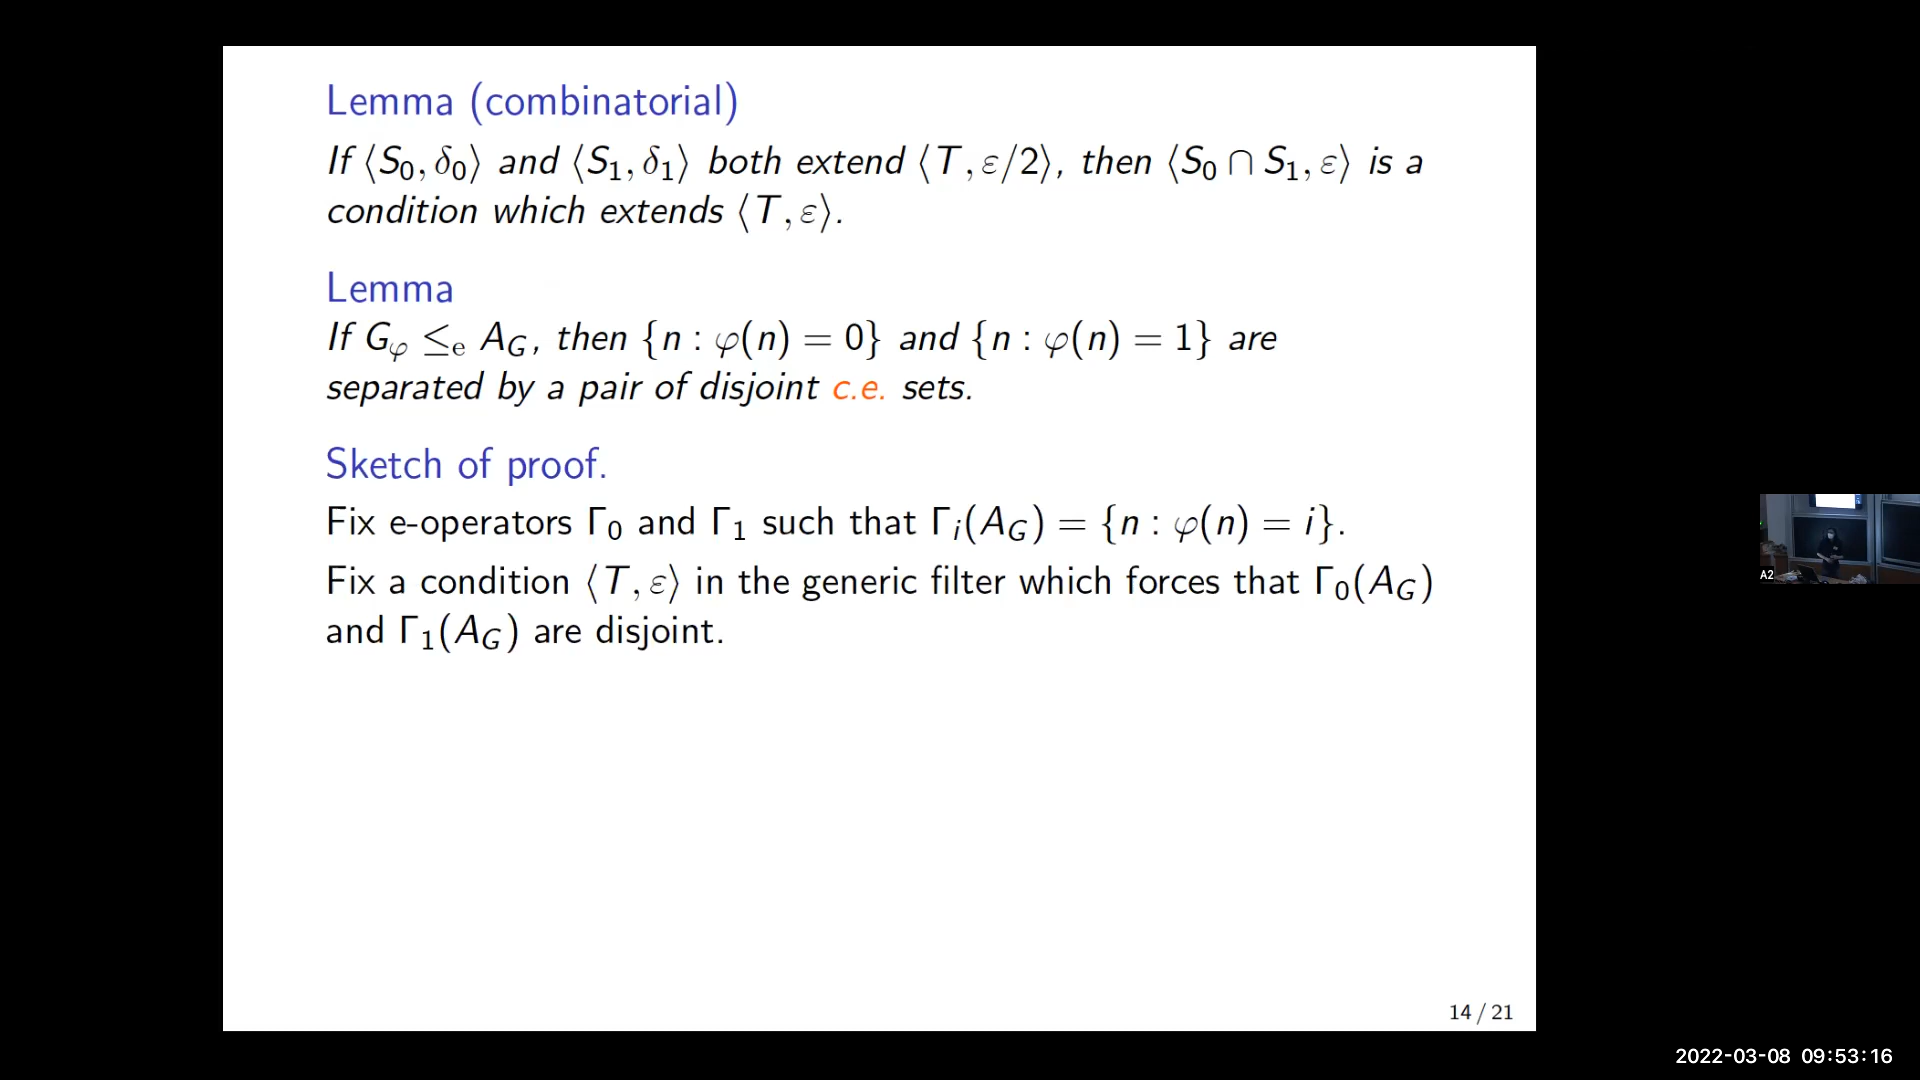 Lemma (combinatorial)
If ⟨S₀, δ₀⟩ and ⟨S₁, δ₁⟩ both extend ⟨T, ε/2⟩, then ⟨S₀ ∩ S₁, ε⟩ is a
condition which extends ⟨T, ε⟩.
Lemma
If G_φ ≤ₑ A_G, then {n : φ(n) = 0} and {n : φ(n) = 1} are
separated by a pair of disjoint c.e. sets.
Sketch of proof.
Fix e-operators Γ₀ and Γ₁ such that Γᵢ(A_G) = {n : φ(n) = i}.
Fix a condition ⟨T, ε⟩ in the generic filter which forces that Γ₀(A_G)
and Γ₁(A_G) are disjoint.
14 / 21
A2
2022-03-08 09:53:16